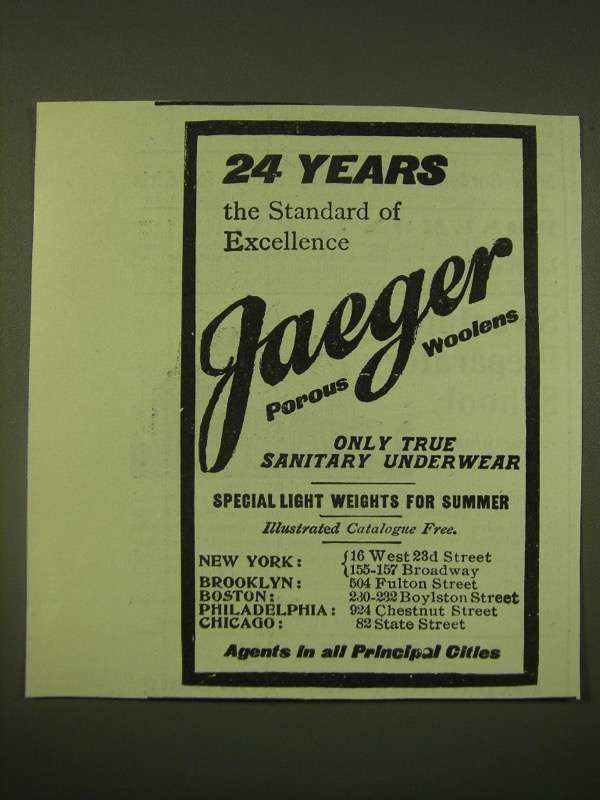 24 YEARS
the Standard of
Excellence
Jaeger
Porous Woolens
ONLY TRUE
SANITARY UNDERWEAR
SPECIAL LIGHT WEIGHTS FOR SUMMER
Illustrated Catalogue Free.
NEW YORK: {16 West 23d Street
{155-157 Broadway
BROOKLYN: 504 Fulton Street
BOSTON: 230-232 Boylston Street
PHILADELPHIA: 924 Chestnut Street
CHICAGO: 82 State Street
Agents in all Principal Cities